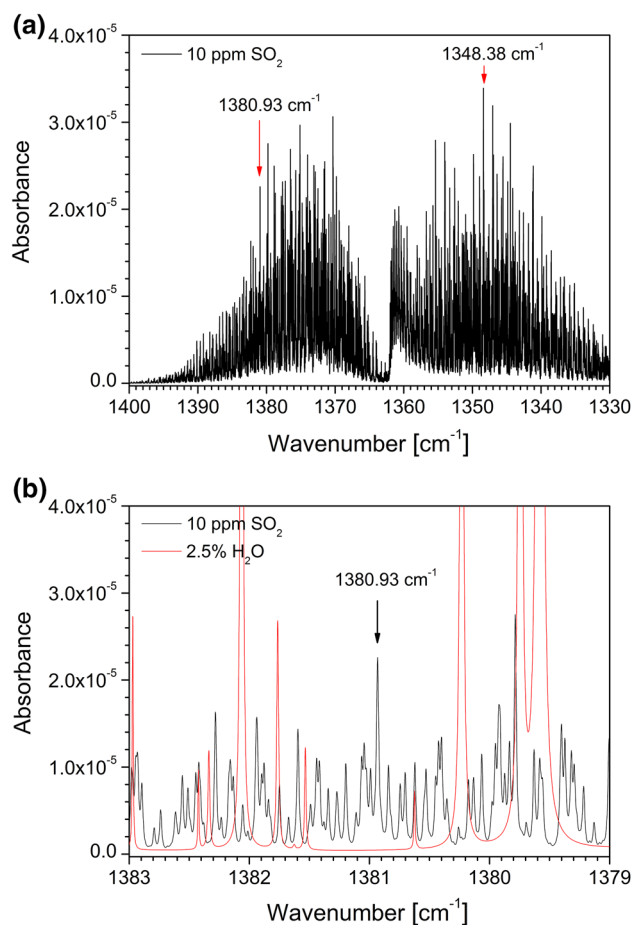 (a)
4.0x10⁻⁵
10 ppm SO₂
1348.38 cm⁻¹
1380.93 cm⁻¹
3.0x10⁻⁵
2.0x10⁻⁵
1.0x10⁻⁵
0.0
Absorbance
1400 1390 1380 1370 1360 1350 1340 1330
Wavenumber [cm⁻¹]
(b)
4.0x10⁻⁵
10 ppm SO₂
2.5% H₂O
1380.93 cm⁻¹
3.0x10⁻⁵
2.0x10⁻⁵
1.0x10⁻⁵
0.0
Absorbance
1383 1382 1381 1380 1379
Wavenumber [cm⁻¹]